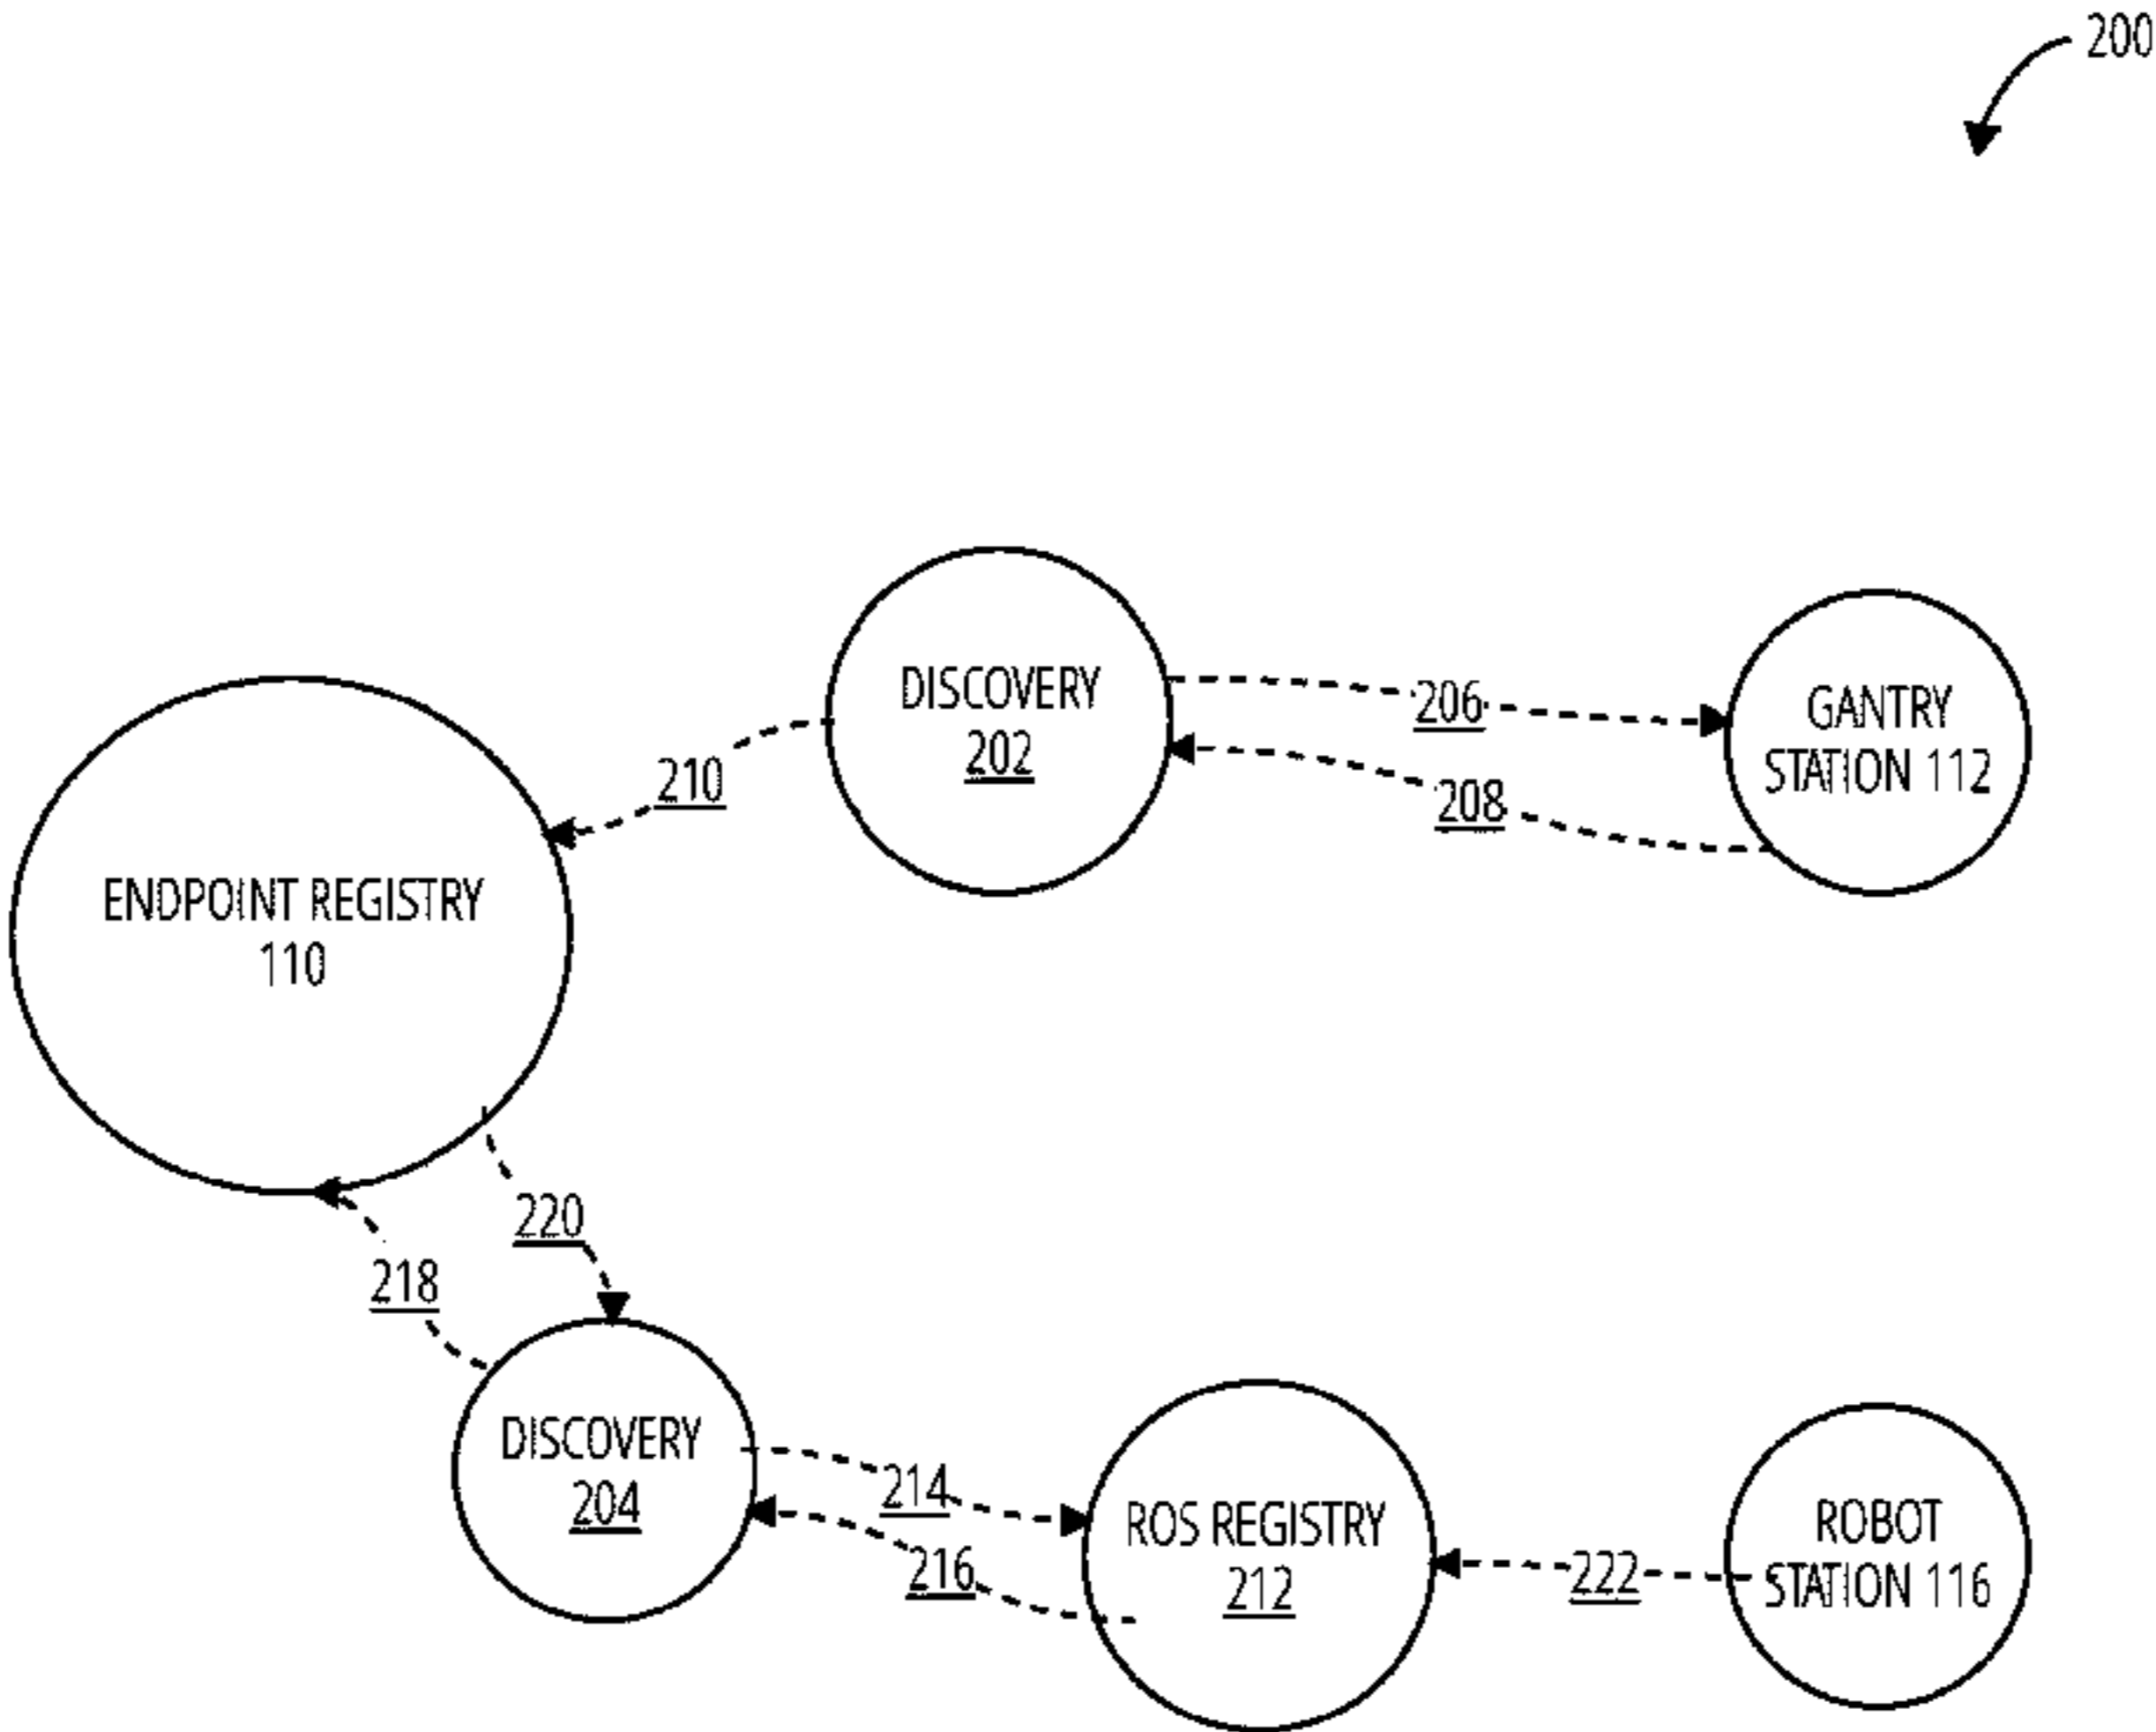 200
DISCOVERY
202
206
GANTRY
STATION 112
210
208
ENDPOINT REGISTRY
110
220
218
DISCOVERY
204
214
216
ROS REGISTRY
212
222
ROBOT
STATION 116